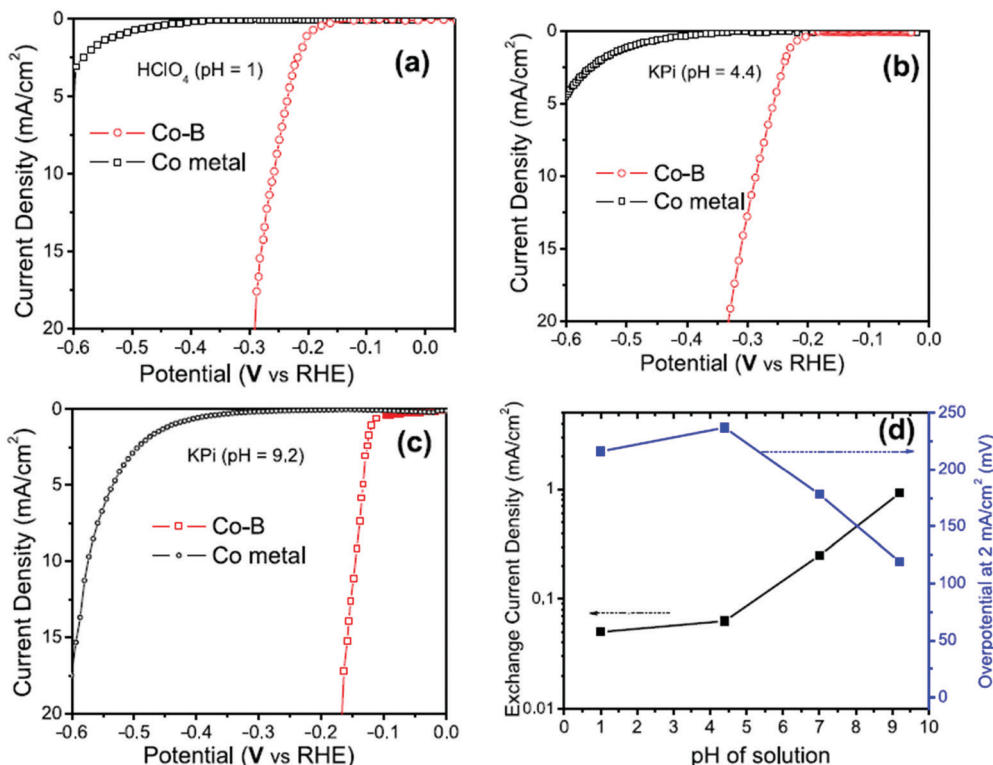 (a)
HClO₄ (pH = 1)
Co-B
Co metal
Current Density (mA/cm²)
0
5
10
15
20
-0.6 -0.5 -0.4 -0.3 -0.2 -0.1 0.0
Potential (V vs RHE)
(b)
KPi (pH = 4.4)
Co-B
Co metal
Current Density (mA/cm²)
0
5
10
15
20
-0.6 -0.5 -0.4 -0.3 -0.2 -0.1 0.0
Potential (V vs RHE)
(c)
KPi (pH = 9.2)
Co-B
Co metal
Current Density (mA/cm²)
0
5
10
15
20
-0.6 -0.5 -0.4 -0.3 -0.2 -0.1 0.0
Potential (V vs RHE)
(d)
Exchange Current Density (mA/cm²)
1
0.1
0.01
0 1 2 3 4 5 6 7 8 9 10
pH of solution
250
200
150
100
50
0
Overpotential at 2 mA/cm² (mV)